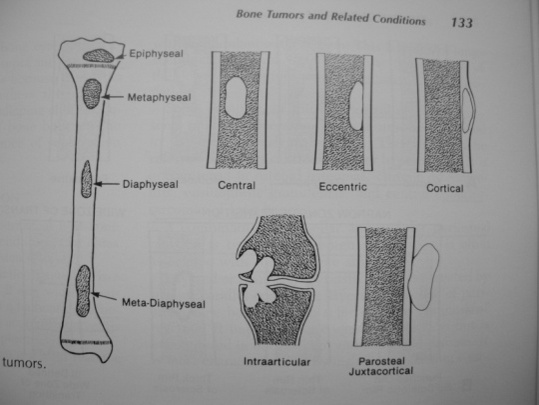 Bone Tumors and Related Conditions 133
Epiphyseal
Metaphyseal
Diaphyseal
Meta-Diaphyseal
Central
Eccentric
Cortical
Intraarticular
Parosteal
Juxtacortical
tumors.